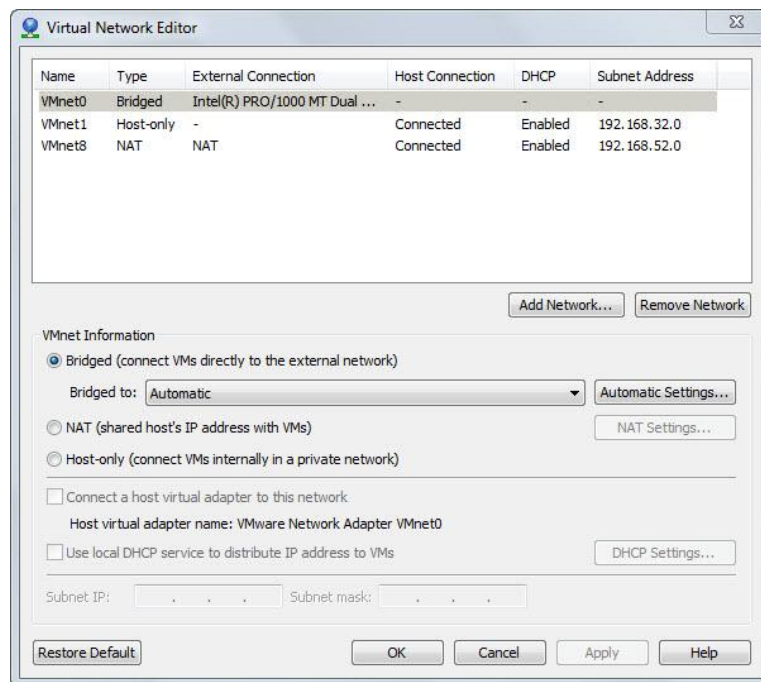 Virtual Network Editor
Name Type External Connection Host Connection DHCP Subnet Address
VMnet0 Bridged Intel(R) PRO/1000 MT Dual ... - - -
VMnet1 Host-only - Connected Enabled 192.168.32.0
VMnet8 NAT NAT Connected Enabled 192.168.52.0
Add Network... Remove Network
VMnet Information
Bridged (connect VMs directly to the external network)
Bridged to: Automatic Automatic Settings...
NAT (shared host's IP address with VMs) NAT Settings...
Host-only (connect VMs internally in a private network)
Connect a host virtual adapter to this network
Host virtual adapter name: VMware Network Adapter VMnet0
Use local DHCP service to distribute IP address to VMs DHCP Settings...
Subnet IP: . . . Subnet mask: . . .
Restore Default OK Cancel Apply Help